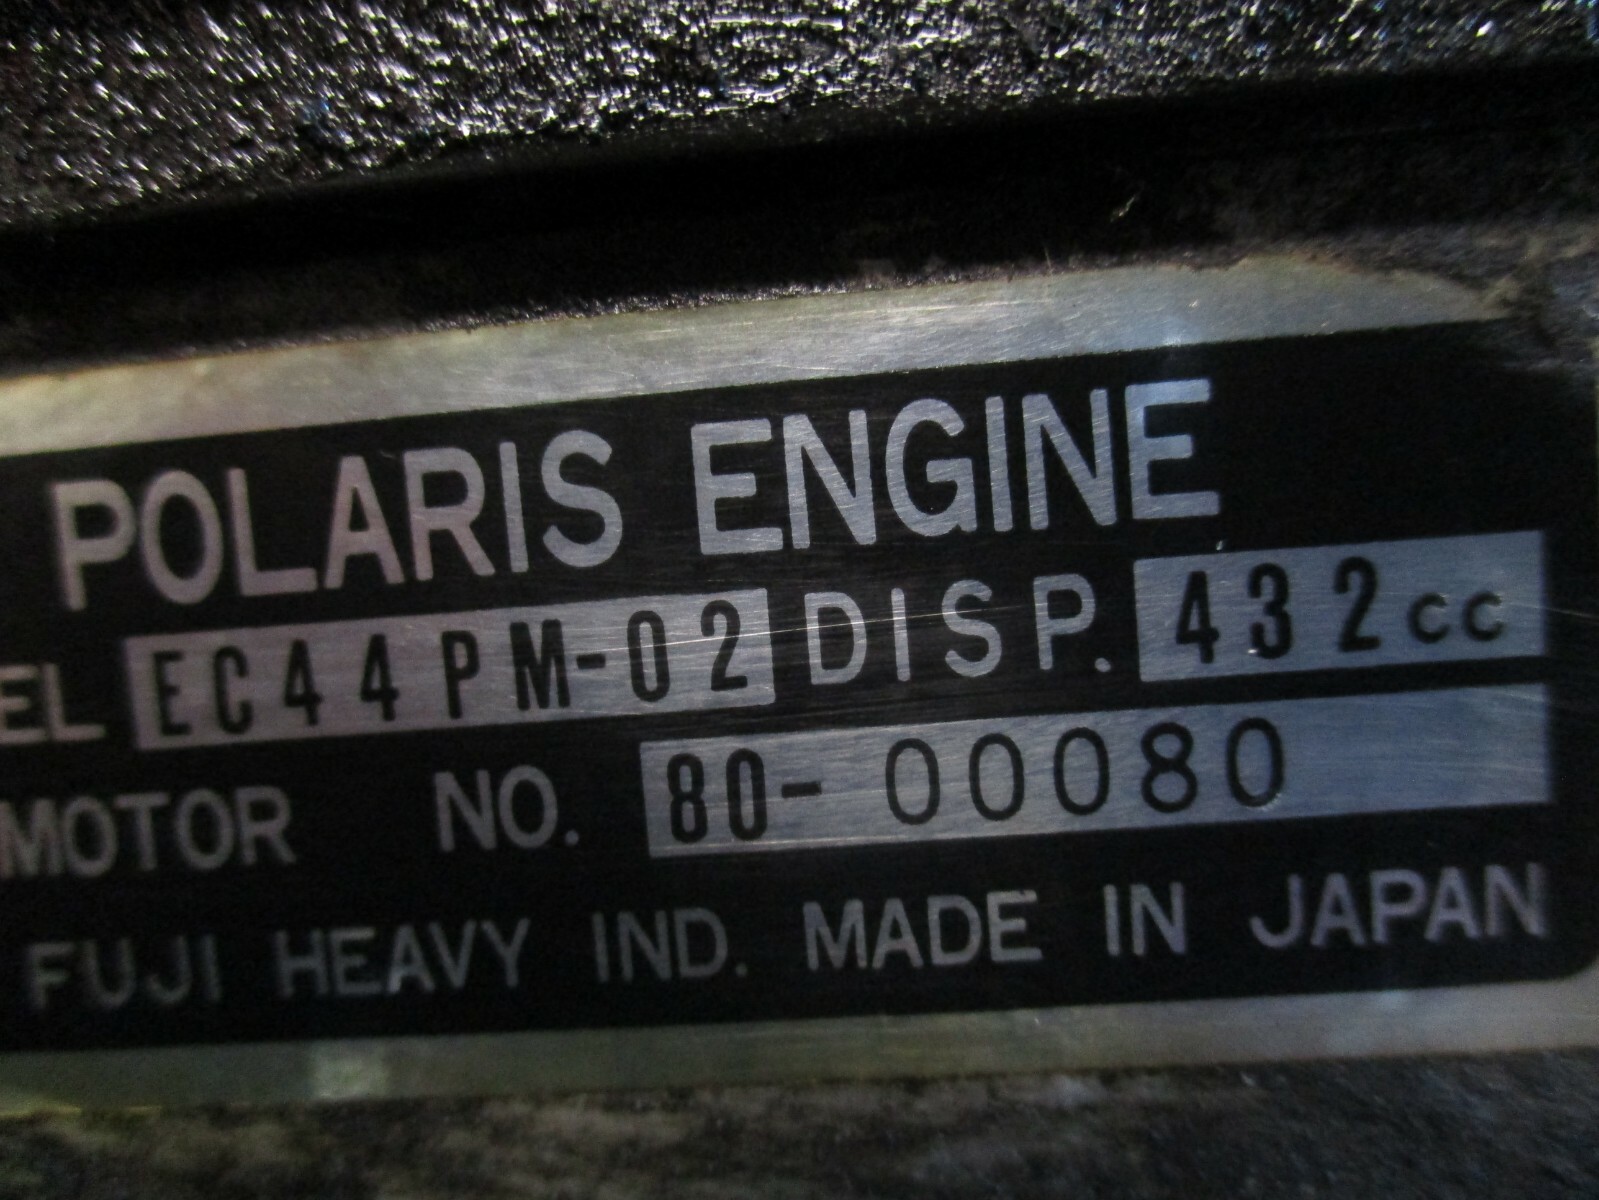 POLARIS ENGINE
EL EC44PM-02 DISP. 432cc
MOTOR NO. 80-00080
FUJI HEAVY IND. MADE IN JAPAN